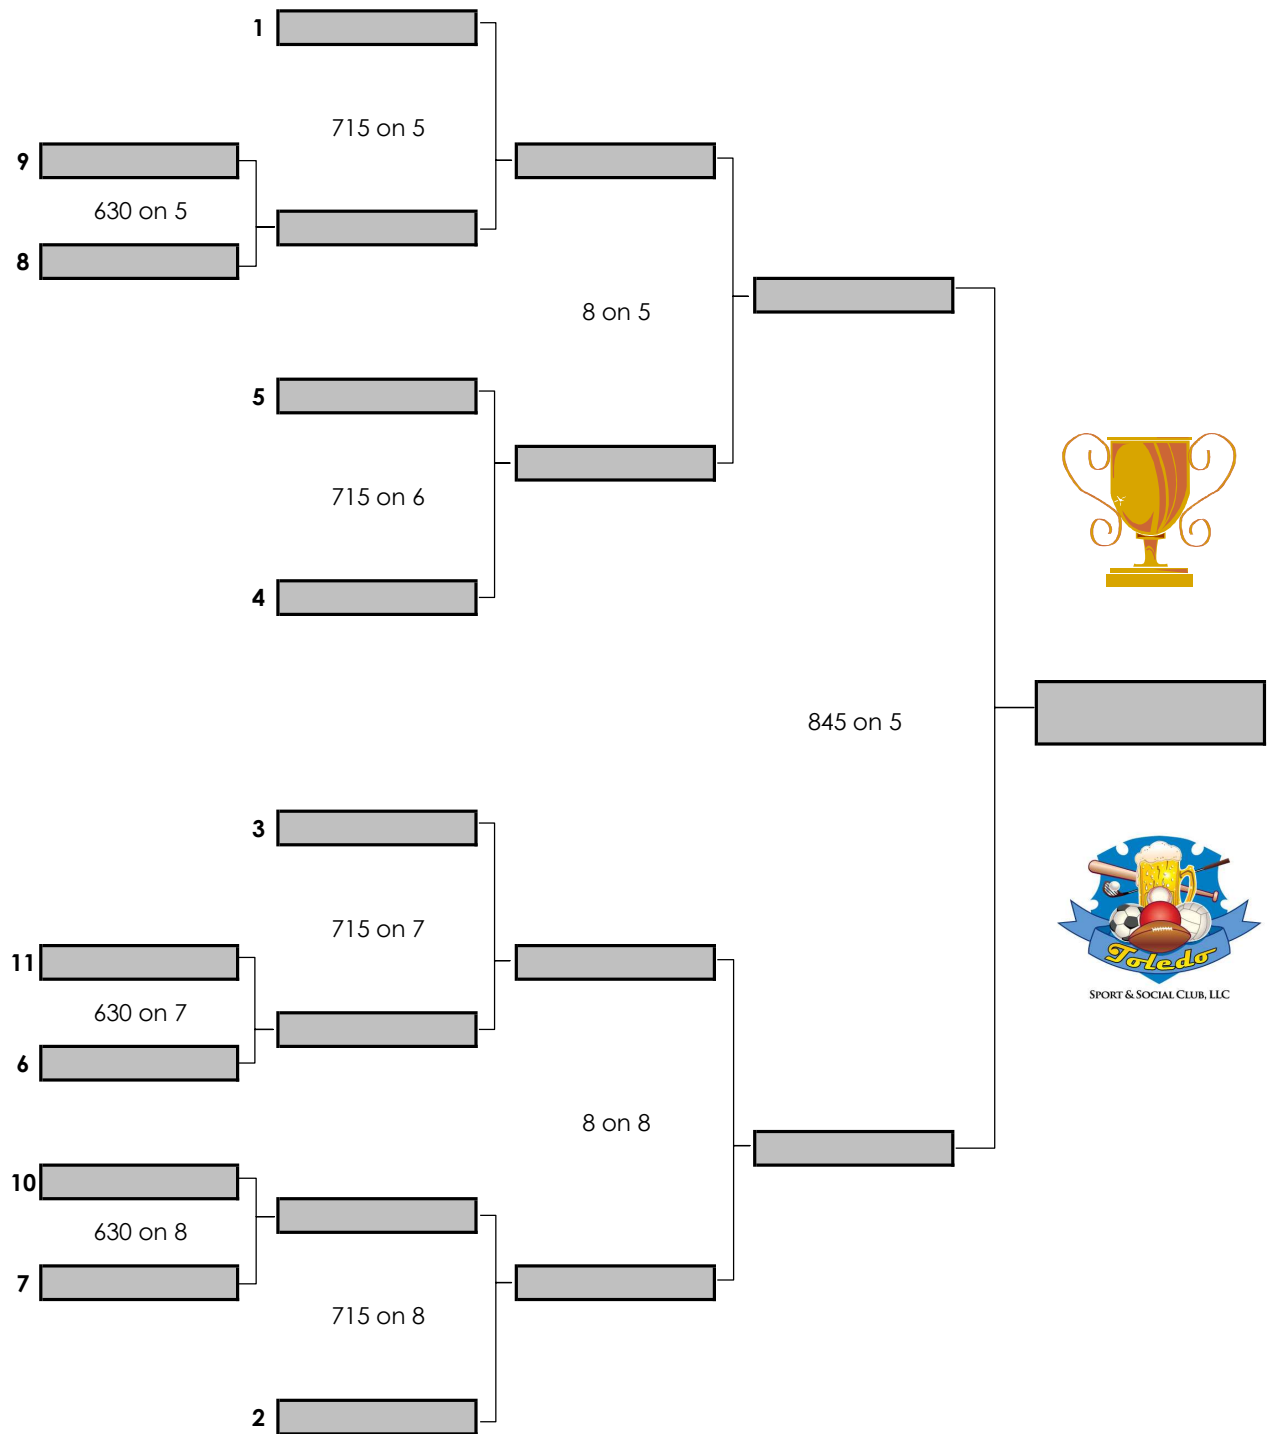 1
715 on 5
9
630 on 5
8
8 on 5
5
715 on 6
4
845 on 5
3
715 on 7
11
630 on 7
6
8 on 8
10
630 on 8
7
715 on 8
2
Toledo
SPORT & SOCIAL CLUB, LLC